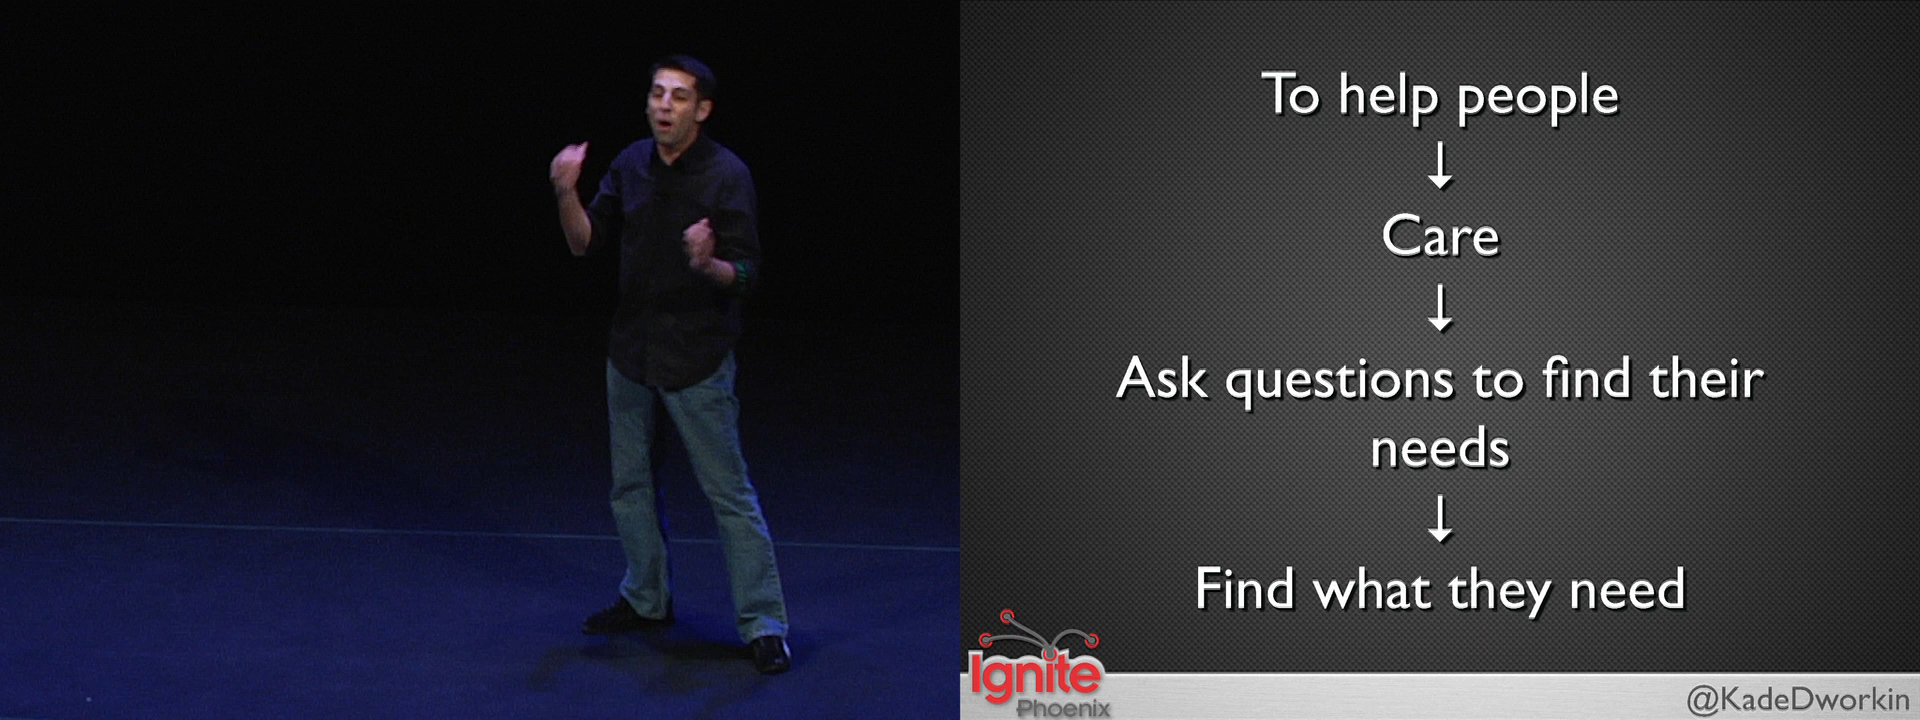 To help people
↓
Care
↓
Ask questions to find their
needs
↓
Find what they need
Ignite
Phoenix
@KadeDworkin